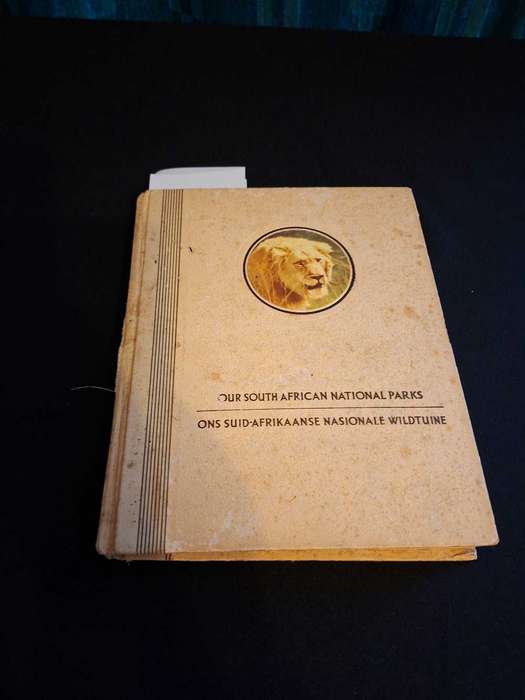 OUR SOUTH AFRICAN NATIONAL PARKS
ONS SUID-AFRIKAANSE NASIONALE WILDTUINE